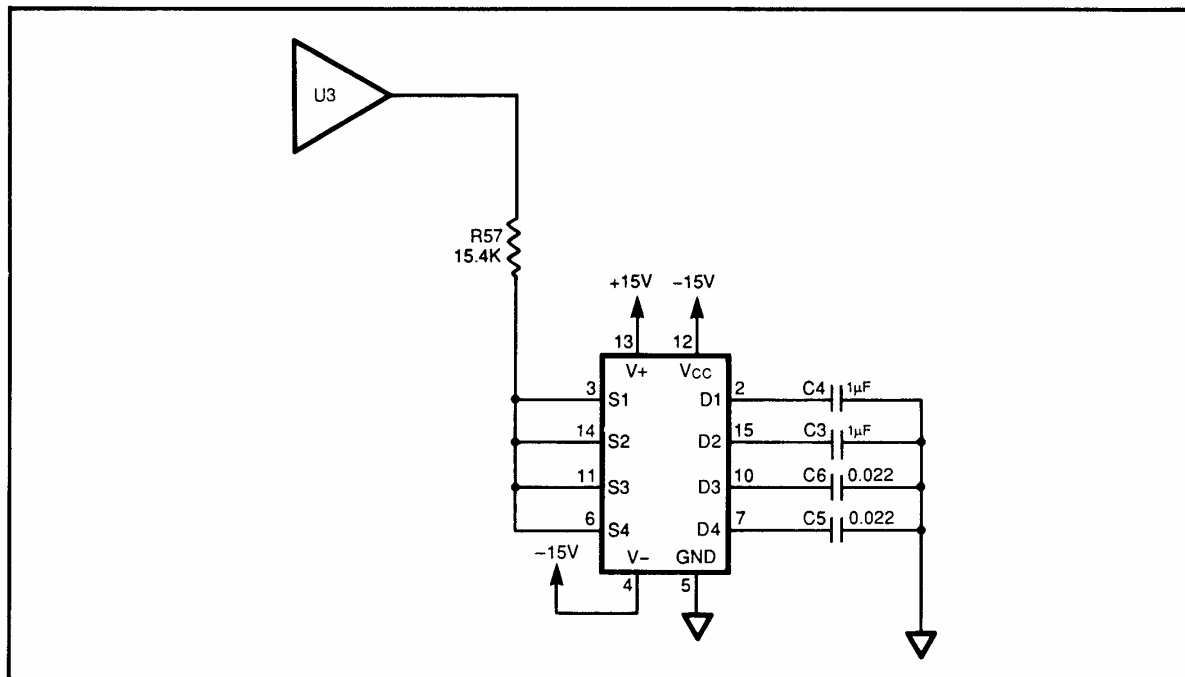 U3
R57
15.4K
+15V −15V
13 12
V+ VCC
3 S1 D1 2 C4 1µF
14 S2 D2 15 C3 1µF
11 S3 D3 10 C6 0.022
6 S4 D4 7 C5 0.022
−15V V− GND
4 5